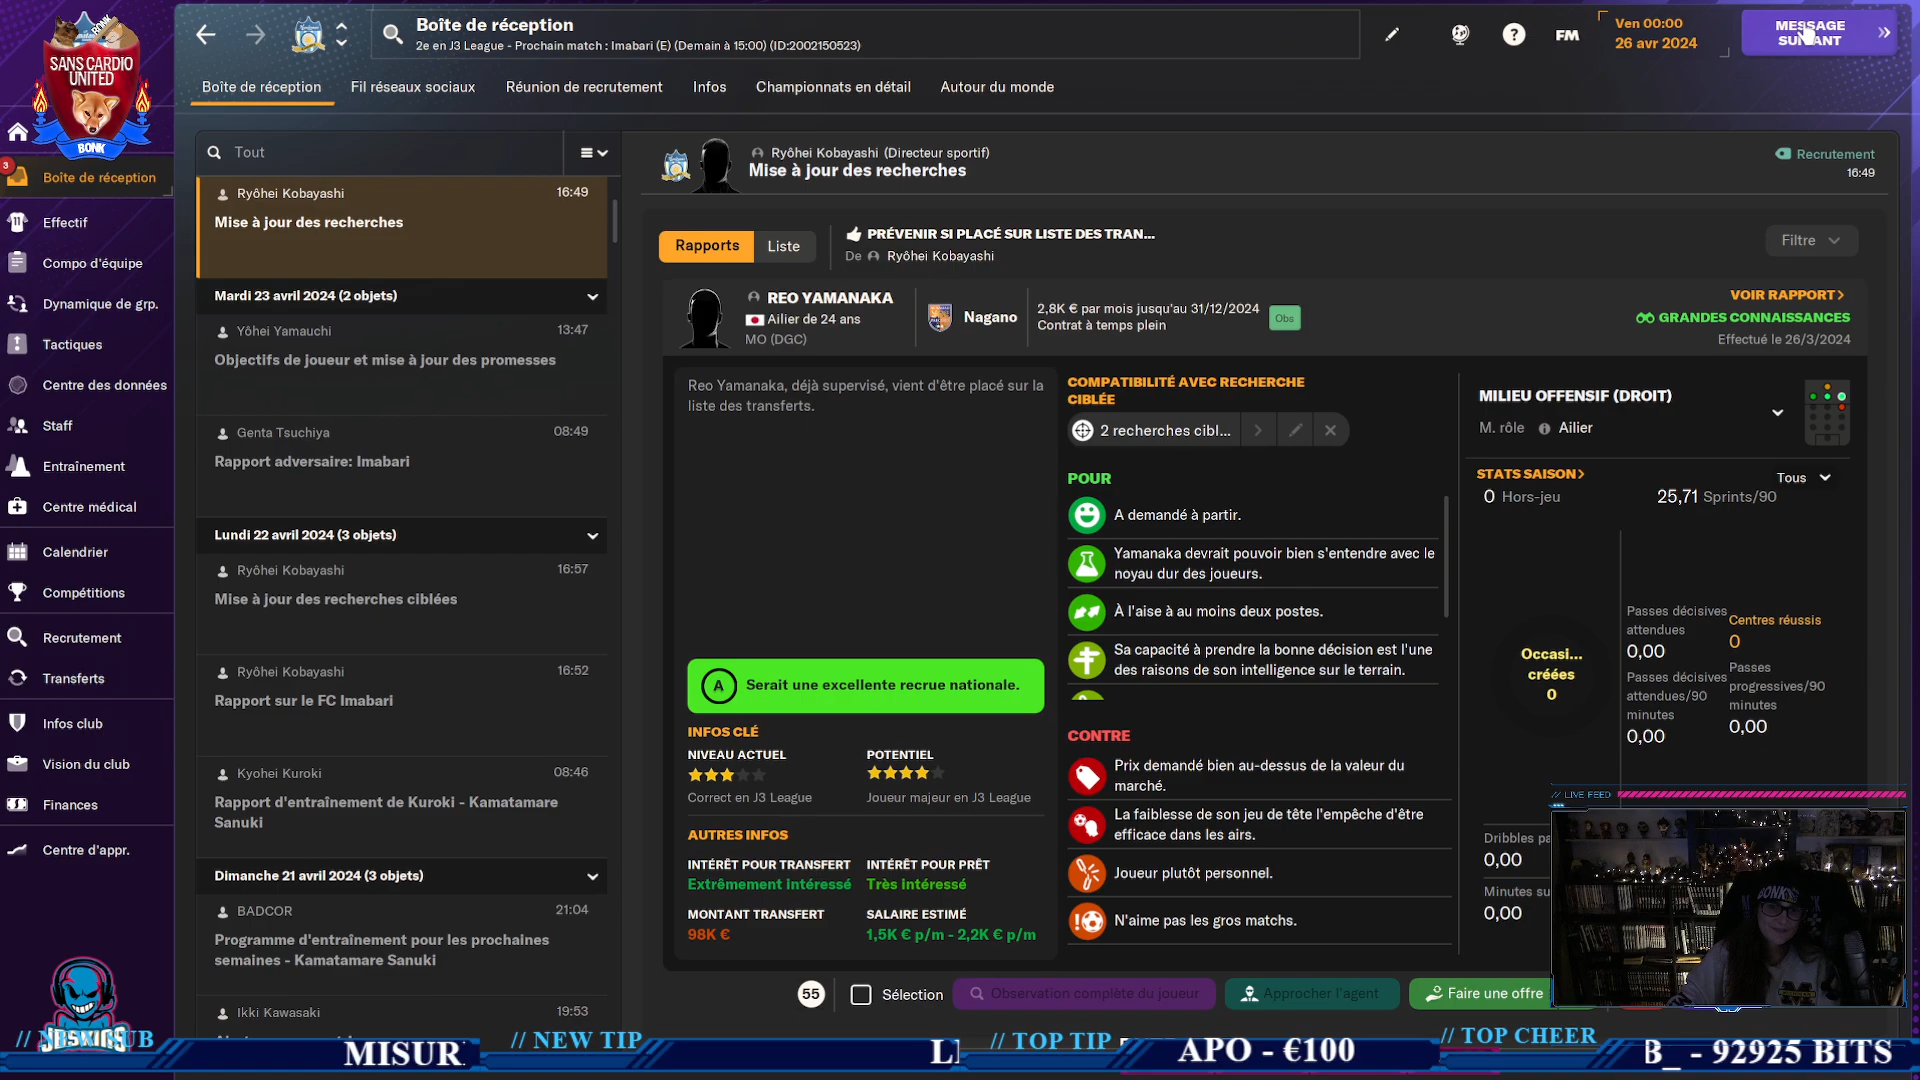 SANS CARDIO
UNITED
BONK
Boîte de réception
2e en J3 League - Prochain match : Imabari (E) (Demain à 15:00) (ID:2002150523)
FM
Ven 00:00
26 avr 2024
MESSAGE
SUIVANT
Boîte de réception
Fil réseaux sociaux
Réunion de recrutement
Infos
Championnats en détail
Autour du monde
3
Boîte de réception
Effectif
Composition d'équipe
Dynamique de grp.
Tactiques
Centre des données
Staff
Entraînement
Centre médical
Calendrier
Compétitions
Recrutement
Transferts
Infos club
Vision du club
Finances
Centre d'appr.
Tout
Ryôhei Kobayashi 16:49
Mise à jour des recherches
Mardi 23 avril 2024 (2 objets)
Yôhei Yamauchi 13:47
Objectifs de joueur et mise à jour des promesses
Genta Tsuchiya 08:49
Rapport adversaire: Imabari
Lundi 22 avril 2024 (3 objets)
Ryôhei Kobayashi 16:57
Mise à jour des recherches ciblées
Ryôhei Kobayashi 16:52
Rapport sur le FC Imabari
Kyohei Kuroki 08:46
Rapport d'entraînement de Kuroki - Kamatamare
Sanuki
Dimanche 21 avril 2024 (3 objets)
BADCOR 21:04
Programme d'entraînement pour les prochaines
semaines - Kamatamare Sanuki
Ikki Kawasaki 19:53
Ryôhei Kobayashi (Directeur sportif)
Mise à jour des recherches
Recrutement
16:49
Rapports
Liste
PRÉVENIR SI PLACÉ SUR LISTE DES TRAN...
De Ryôhei Kobayashi
Filtre
REO YAMANAKA
Ailier de 24 ans
MO (DGC)
Nagano
2,8K € par mois jusqu'au 31/12/2024
Contrat à temps plein
Obs
VOIR RAPPORT>
GRANDES CONNAISSANCES
Effectué le 26/3/2024
Reo Yamanaka, déjà supervisé, vient d'être placé sur la
liste des transferts.
A Serait une excellente recrue nationale.
INFOS CLÉ
NIVEAU ACTUEL
Correct en J3 League
POTENTIEL
Joueur majeur en J3 League
AUTRES INFOS
INTÉRÊT POUR TRANSFERT
Extrêmement intéressé
INTÉRÊT POUR PRÊT
Très intéressé
MONTANT TRANSFERT
98K €
SALAIRE ESTIMÉ
1,5K € p/m - 2,2K € p/m
COMPATIBILITÉ AVEC RECHERCHE
CIBLÉE
2 recherches cibl...
POUR
A demandé à partir.
Yamanaka devrait pouvoir bien s'entendre avec le
noyau dur des joueurs.
À l'aise à au moins deux postes.
Sa capacité à prendre la bonne décision est l'une
des raisons de son intelligence sur le terrain.
CONTRE
Prix demandé bien au-dessus de la valeur du
marché.
La faiblesse de son jeu de tête l'empêche d'être
efficace dans les airs.
Joueur plutôt personnel.
N'aime pas les gros matchs.
MILIEU OFFENSIF (DROIT)
M. rôle Ailier
STATS SAISON>
Tous
0 Hors-jeu
25,71 Sprints/90
Occasi...
créées
0
Passes décisives
attendues
0,00
Passes décisives
attendues/90
minutes
0,00
Centres réussis
0
Passes
progressives/90
minutes
0,00
Dribbles pa
0,00
Minutes su
0,00
// LIVE FEED
BONK
55
Sélection
Observation complète du joueur
Approcher l'agent
Faire une offre
// NEW SUB
MISUR
// NEW TIP
// TOP TIP
APO - €100
// TOP CHEER
B_ - 92925 BITS